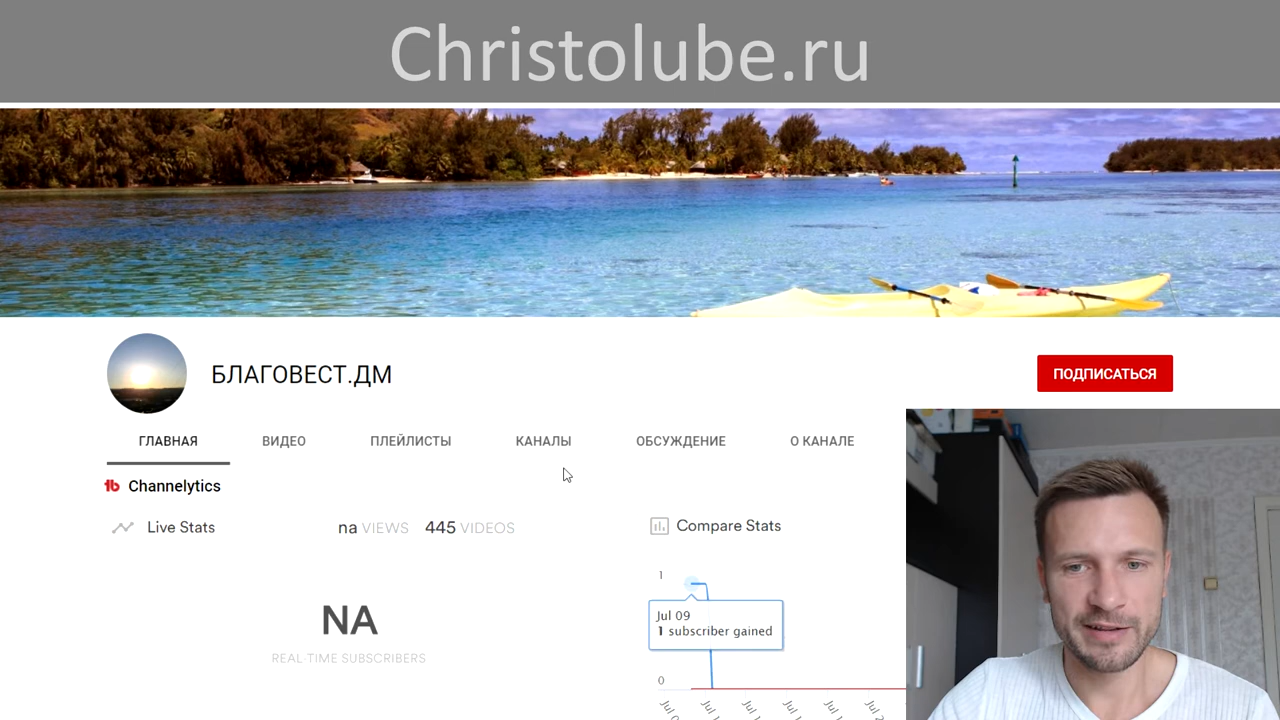 Christolube.ru
БЛАГОВЕСТ.ДМ
ПОДПИСАТЬСЯ
ГЛАВНАЯ ВИДЕО ПЛЕЙЛИСТЫ КАНАЛЫ ОБСУЖДЕНИЕ О КАНАЛЕ
tb Channelytics
Live Stats na VIEWS 445 VIDEOS Compare Stats
1
Jul 09
1 subscriber gained
NA
REAL-TIME SUBSCRIBERS
0